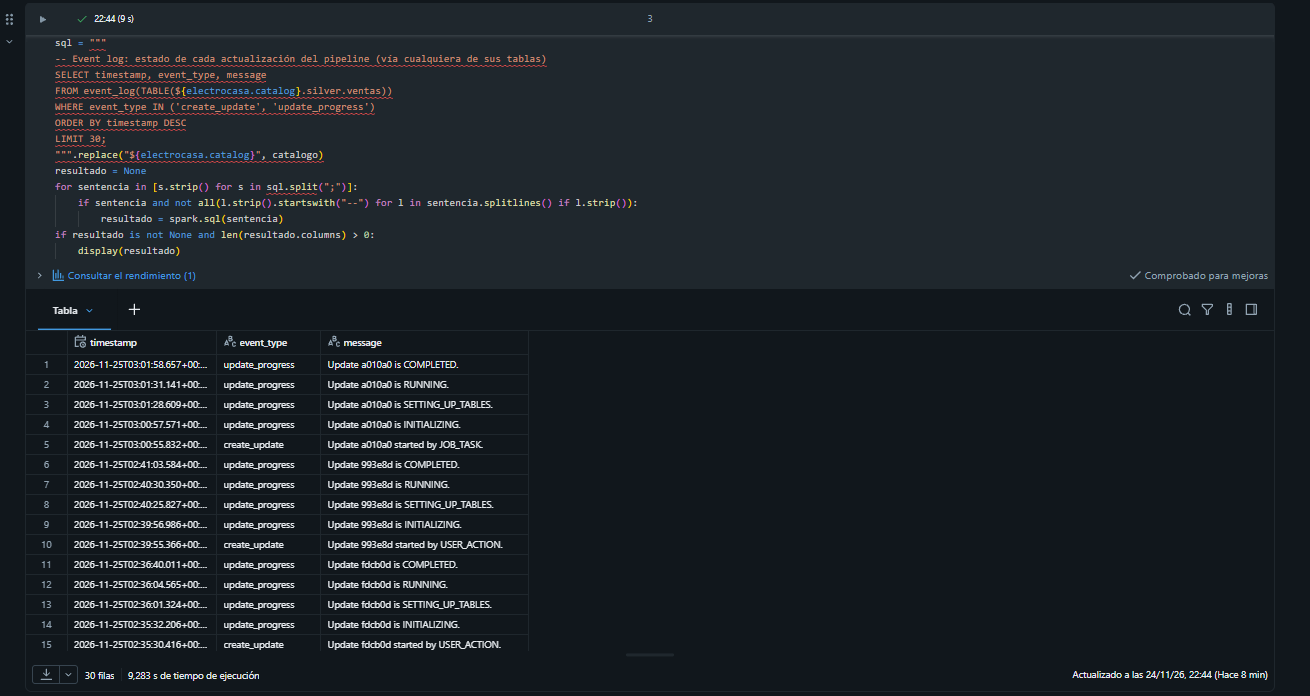 22:44 (9 s)
3
sql = """
-- Event log: estado de cada actualización del pipeline (vía cualquiera de sus tablas)
SELECT timestamp, event_type, message
FROM event_log(TABLE(${electrocasa.catalog}.silver.ventas))
WHERE event_type IN ('create_update', 'update_progress')
ORDER BY timestamp DESC
LIMIT 30;
""".replace("${electrocasa.catalog}", catalogo)
resultado = None
for sentencia in [s.strip() for s in sql.split(";")]:
if sentencia and not all(l.strip().startswith("--") for l in sentencia.splitlines() if l.strip()):
resultado = spark.sql(sentencia)
if resultado is not None and len(resultado.columns) > 0:
display(resultado)
Consultar el rendimiento (1)
Comprobado para mejoras
Tabla
timestamp event_type message
1 2026-11-25T03:01:58.657+00:... update_progress Update a010a0 is COMPLETED.
2 2026-11-25T03:01:31.141+00:... update_progress Update a010a0 is RUNNING.
3 2026-11-25T03:01:28.609+00:... update_progress Update a010a0 is SETTING_UP_TABLES.
4 2026-11-25T03:00:57.571+00:... update_progress Update a010a0 is INITIALIZING.
5 2026-11-25T03:00:55.832+00:... create_update Update a010a0 started by JOB_TASK.
6 2026-11-25T02:41:03.584+00:... update_progress Update 993e8d is COMPLETED.
7 2026-11-25T02:40:30.350+00:... update_progress Update 993e8d is RUNNING.
8 2026-11-25T02:40:25.827+00:... update_progress Update 993e8d is SETTING_UP_TABLES.
9 2026-11-25T02:39:56.986+00:... update_progress Update 993e8d is INITIALIZING.
10 2026-11-25T02:39:55.366+00:... create_update Update 993e8d started by USER_ACTION.
11 2026-11-25T02:36:40.011+00:... update_progress Update fdcb0d is COMPLETED.
12 2026-11-25T02:36:04.565+00:... update_progress Update fdcb0d is RUNNING.
13 2026-11-25T02:36:01.324+00:... update_progress Update fdcb0d is SETTING_UP_TABLES.
14 2026-11-25T02:35:32.206+00:... update_progress Update fdcb0d is INITIALIZING.
15 2026-11-25T02:35:30.416+00:... create_update Update fdcb0d started by USER_ACTION.
30 filas 9,283 s de tiempo de ejecución
Actualizado a las 24/11/26, 22:44 (Hace 8 min)